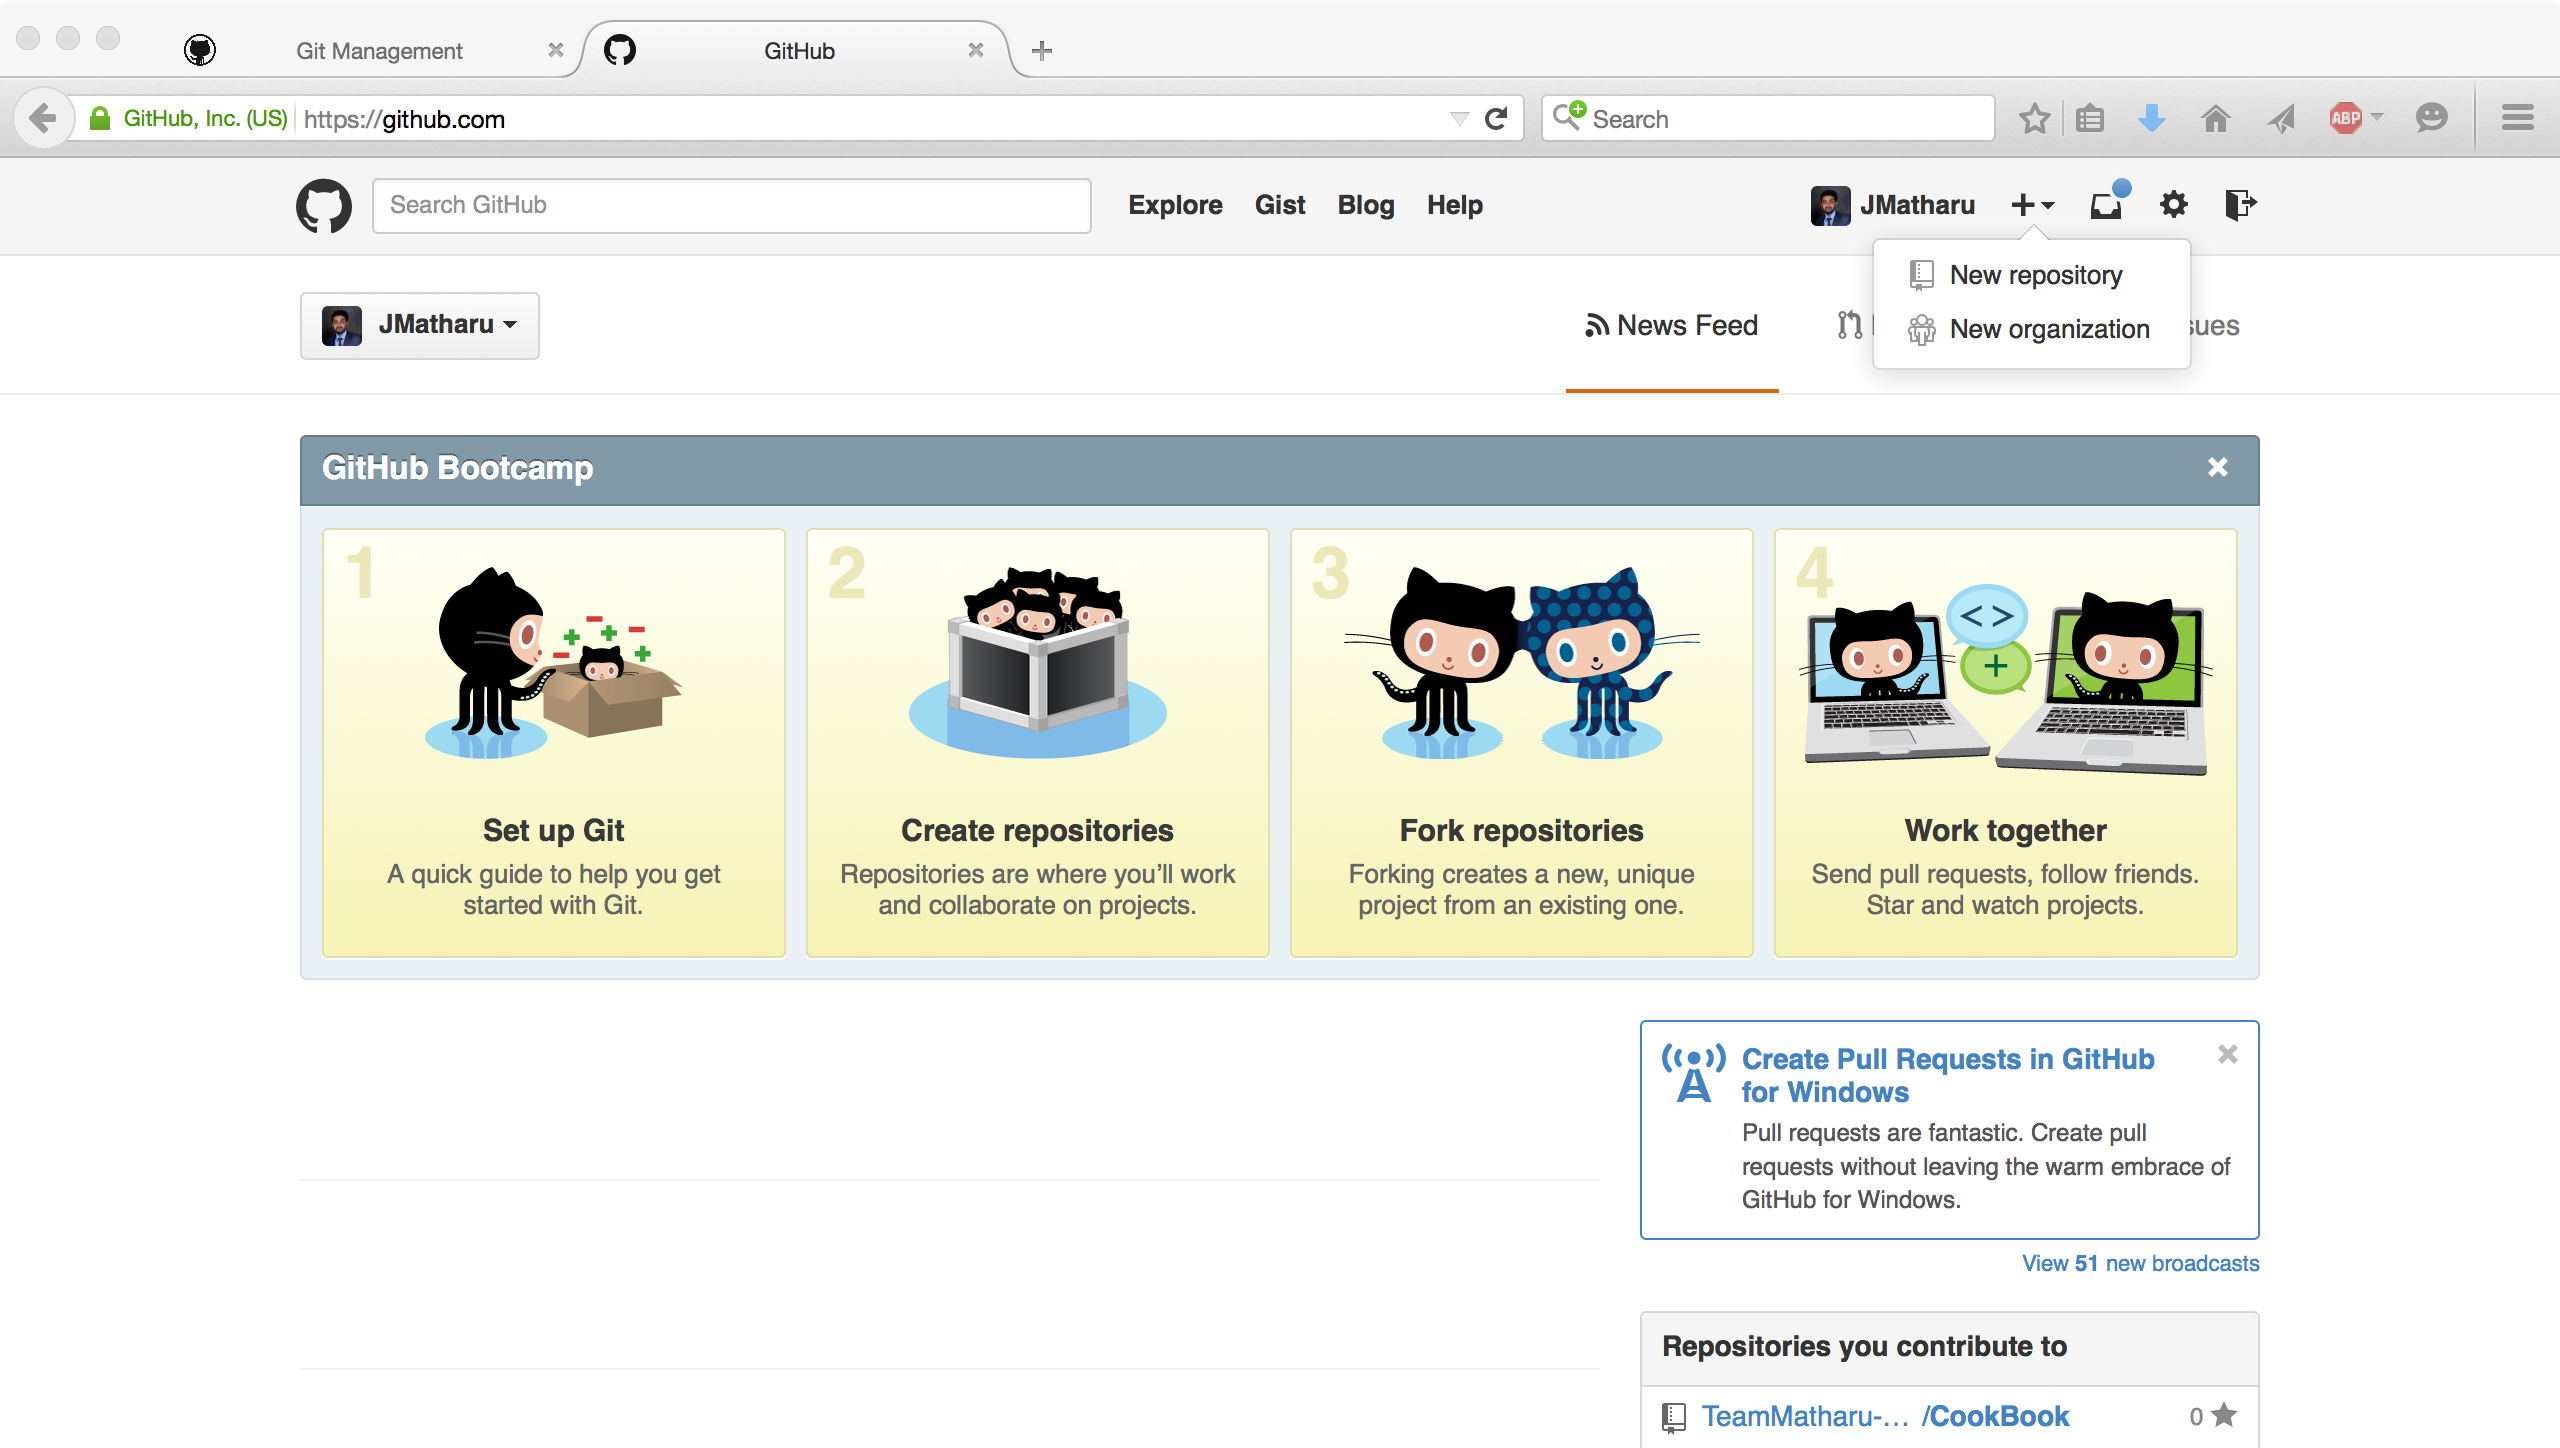 Git Management
GitHub
GitHub, Inc. (US)
https://github.com
Search
ABP
Search GitHub
Explore
Gist
Blog
Help
JMatharu
New repository
New organization
JMatharu
News Feed
sues
GitHub Bootcamp
1
Set up Git
A quick guide to help you get
started with Git.
2
Create repositories
Repositories are where you’ll work
and collaborate on projects.
3
Fork repositories
Forking creates a new, unique
project from an existing one.
4
Work together
Send pull requests, follow friends.
Star and watch projects.
Create Pull Requests in GitHub
for Windows
Pull requests are fantastic. Create pull
requests without leaving the warm embrace of
GitHub for Windows.
View 51 new broadcasts
Repositories you contribute to
TeamMatharu-… /CookBook
0